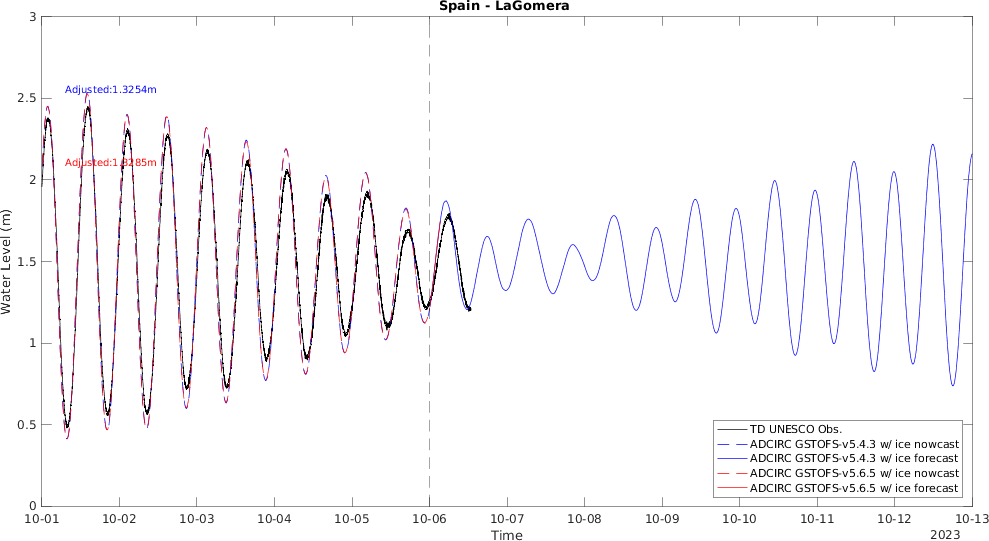 Spain - LaGomera
Water Level (m)
3
2.5
2
1.5
1
0.5
0
Adjusted:1.3254m
Adjusted:1.3285m
TD UNESCO Obs.
ADCIRC GSTOFS-v5.4.3 w/ ice nowcast
ADCIRC GSTOFS-v5.4.3 w/ ice forecast
ADCIRC GSTOFS-v5.6.5 w/ ice nowcast
ADCIRC GSTOFS-v5.6.5 w/ ice forecast
10-01 10-02 10-03 10-04 10-05 10-06 10-07 10-08 10-09 10-10 10-11 10-12 10-13
Time
2023